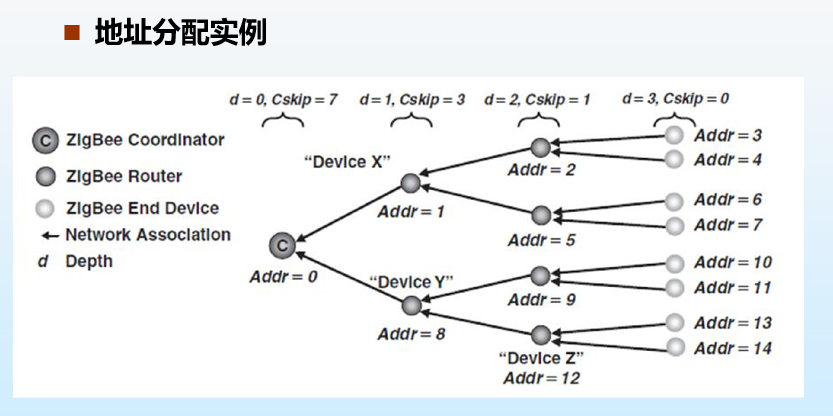 地址分配实例
d = 0, Cskip = 7 d = 1, Cskip = 3 d = 2, Cskip = 1 d = 3, Cskip = 0
C ZigBee Coordinator
ZigBee Router
ZigBee End Device
Network Association
d Depth
"Device X"
Addr = 1
C
Addr = 0
"Device Y"
Addr = 8
Addr = 2
Addr = 5
Addr = 9
"Device Z"
Addr = 12
Addr = 3
Addr = 4
Addr = 6
Addr = 7
Addr = 10
Addr = 11
Addr = 13
Addr = 14